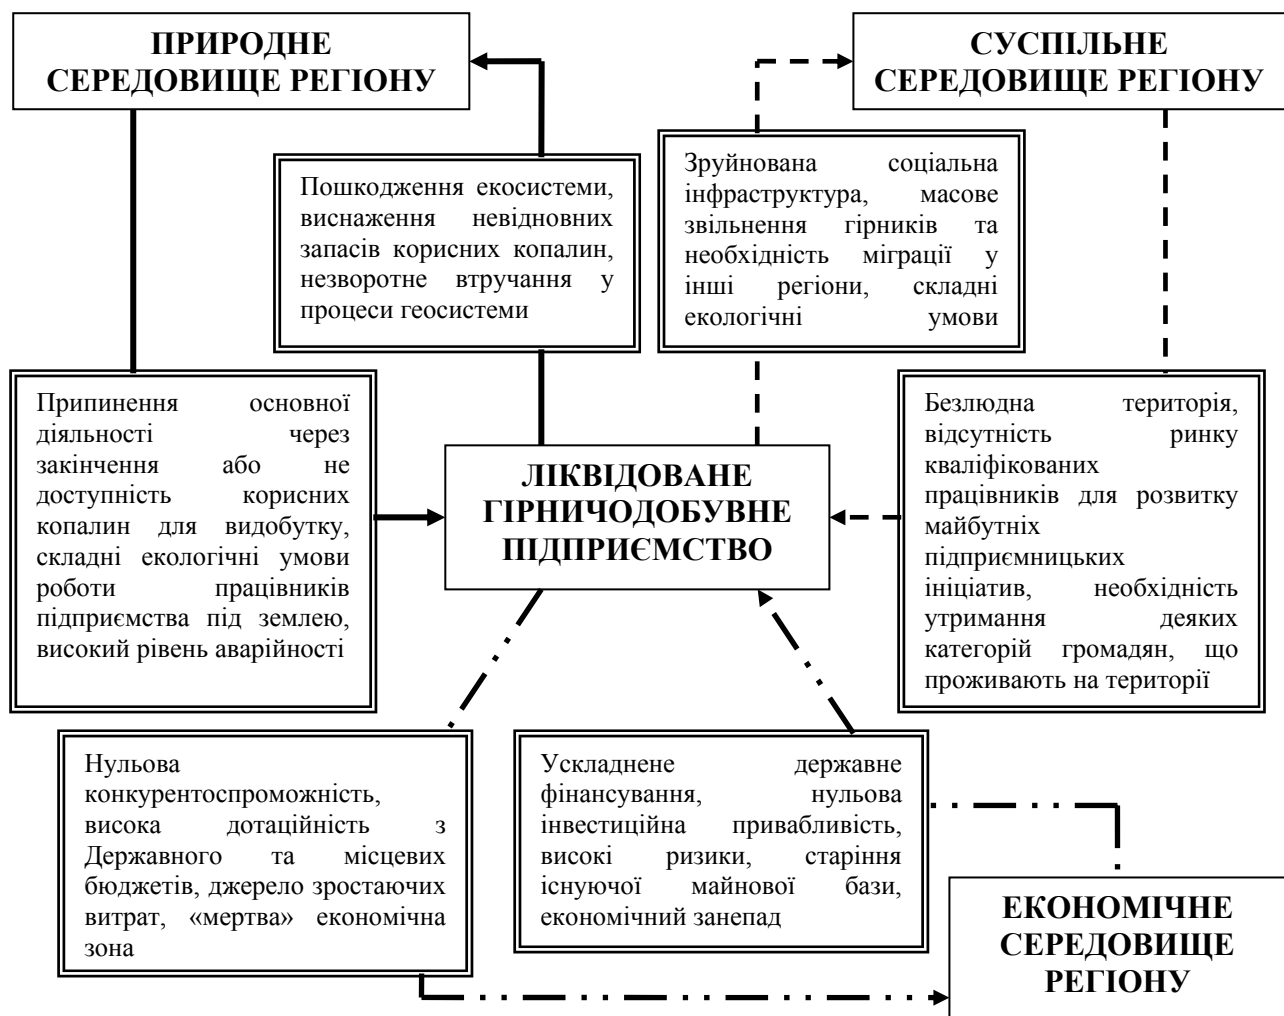 ПРИРОДНЕ
СЕРЕДОВИЩЕ РЕГІОНУ
СУСПІЛЬНЕ
СЕРЕДОВИЩЕ РЕГІОНУ
Пошкодження екосистеми,
виснаження невідновних
запасів корисних копалин,
незворотне втручання у
процеси геосистеми
Зруйнована соціальна
інфраструктура, масове
звільнення гірників та
необхідність міграції у
інші регіони, складні
екологічні умови
Припинення основної
діяльності через
закінчення або не
доступність корисних
копалин для видобутку,
складні екологічні умови
роботи працівників
підприємства під землею,
високий рівень аварійності
ЛІКВІДОВАНЕ
ГІРНИЧОДОБУВНЕ
ПІДПРИЄМСТВО
Безлюдна територія,
відсутність ринку
кваліфікованих
працівників для розвитку
майбутніх
підприємницьких
ініціатив, необхідність
утримання деяких
категорій громадян, що
проживають на території
Нульова
конкурентоспроможність,
висока дотаційність з
Державного та місцевих
бюджетів, джерело зростаючих
витрат, «мертва» економічна
зона
Ускладнене державне
фінансування, нульова
інвестиційна привабливість,
високі ризики, старіння
існуючої майнової бази,
економічний занепад
ЕКОНОМІЧНЕ
СЕРЕДОВИЩЕ
РЕГІОНУ